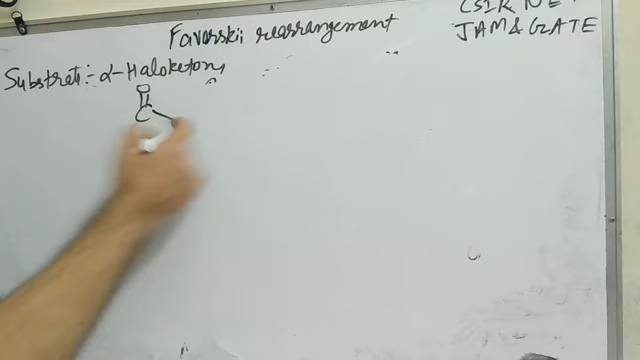 CSIR NET
JAM & GATE
Favorskii rearrangement
Substrate:- α-Haloketone,
O
C